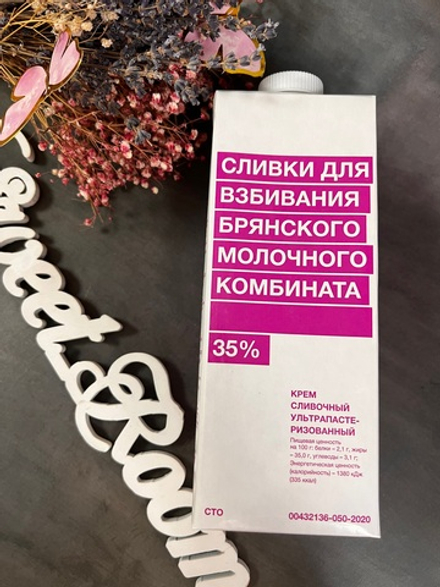 СЛИВКИ ДЛЯ
ВЗБИВАНИЯ
БРЯНСКОГО
МОЛОЧНОГО
КОМБИНАТА
35%
КРЕМ
СЛИВОЧНЫЙ
УЛЬТРАПАСТЕ-
РИЗОВАННЫЙ
Пищевая ценность
на 100 г: белки – 2,1 г, жиры
– 35,0 г, углеводы – 3,1 г;
Энергетическая ценность
(калорийность) – 1380 кДж
(335 ккал)
СТО
00432136-050-2020
Sweet_Room